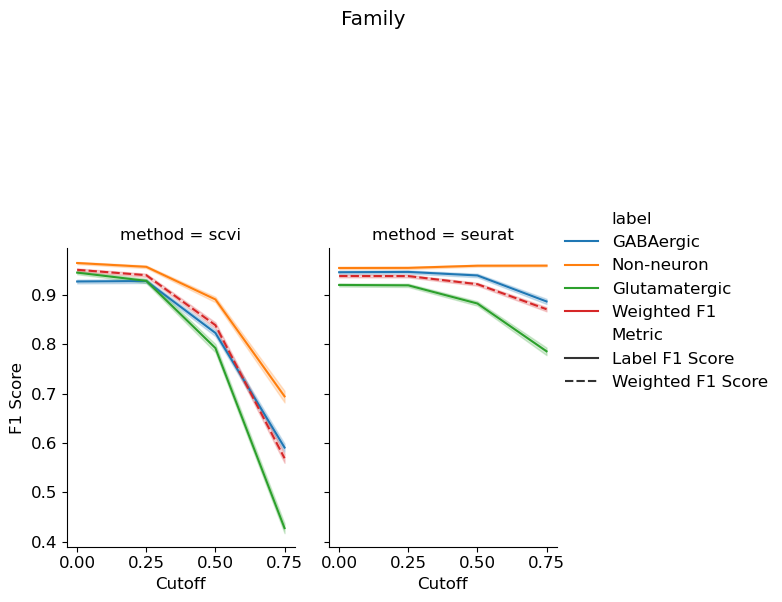 Family
method = scvi
method = seurat
label
GABAergic
Non-neuron
Glutamatergic
Weighted F1
Metric
Label F1 Score
Weighted F1 Score
F1 Score
0.9
0.8
0.7
0.6
0.5
0.4
0.00 0.25 0.50 0.75
0.00 0.25 0.50 0.75
Cutoff
Cutoff